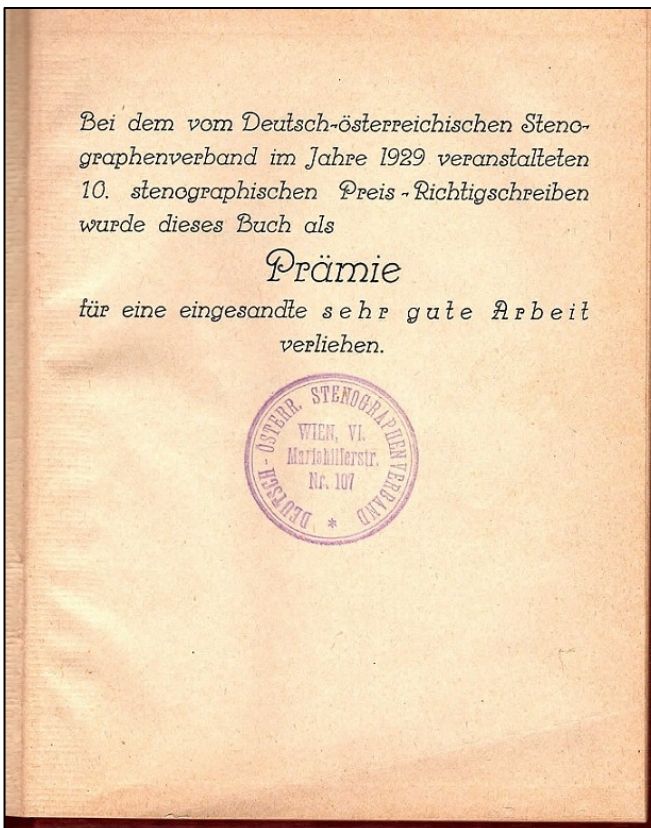 Bei dem vom Deutsch-österreichischen Steno-
graphenverband im Jahre 1929 veranstalteten
10. stenographischen Preis-Richtigschreiben
wurde dieses Buch als
Prämie
für eine eingesandte sehr gute Arbeit
verliehen.
DEUTSCH-ÖSTERR. STENOGRAPHENVERBAND *
WIEN, VI.
Mariahilferstr.
Nr. 107